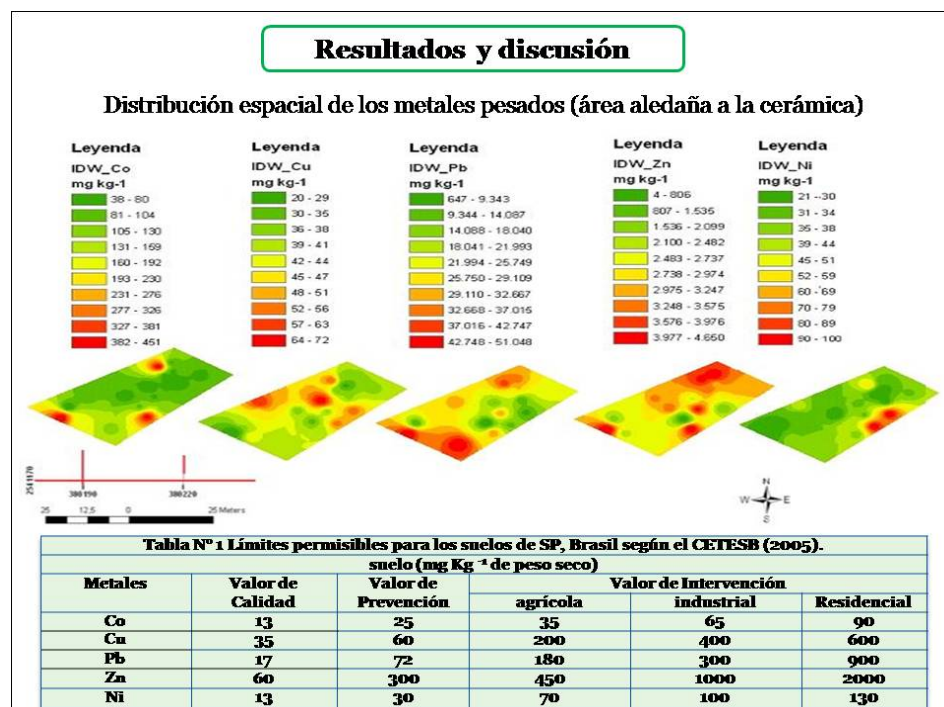 Resultados y discusión
Distribución espacial de los metales pesados (área aledaña a la cerámica)
Leyenda
IDW_Co
mg kg-1
38 - 80
81 - 104
105 - 130
131 - 159
160 - 192
193 - 230
231 - 276
277 - 326
327 - 381
382 - 451
Leyenda
IDW_Cu
mg kg-1
20 - 29
30 - 35
36 - 38
39 - 41
42 - 44
45 - 47
48 - 51
52 - 56
57 - 63
64 - 72
Leyenda
IDW_Pb
mg kg-1
647 - 9.343
9.344 - 14.087
14.088 - 18.040
18.041 - 21.993
21.994 - 25.749
25.750 - 29.109
29.110 - 32.667
32.668 - 37.015
37.016 - 42.747
42.748 - 51.048
Leyenda
IDW_Zn
mg kg-1
4 - 806
807 - 1.535
1.536 - 2.099
2.100 - 2.482
2.483 - 2.737
2.738 - 2.974
2.975 - 3.247
3.248 - 3.575
3.576 - 3.976
3.977 - 4.650
Leyenda
IDW_Ni
mg kg-1
21 - 30
31 - 34
35 - 38
39 - 44
45 - 51
52 - 59
60 - 69
70 - 79
80 - 89
90 - 100
2541170
380190 380220
25 12,5 0 25 Meters
N
W E
S
Tabla N° 1 Límites permisibles para los suelos de SP, Brasil según el CETESB (2005).
suelo (mg Kg ⁻¹ de peso seco)
Metales Valor de Calidad Valor de Prevención Valor de Intervención
agrícola industrial Residencial
Co 13 25 35 65 90
Cu 35 60 200 400 600
Pb 17 72 180 300 900
Zn 60 300 450 1000 2000
Ni 13 30 70 100 130